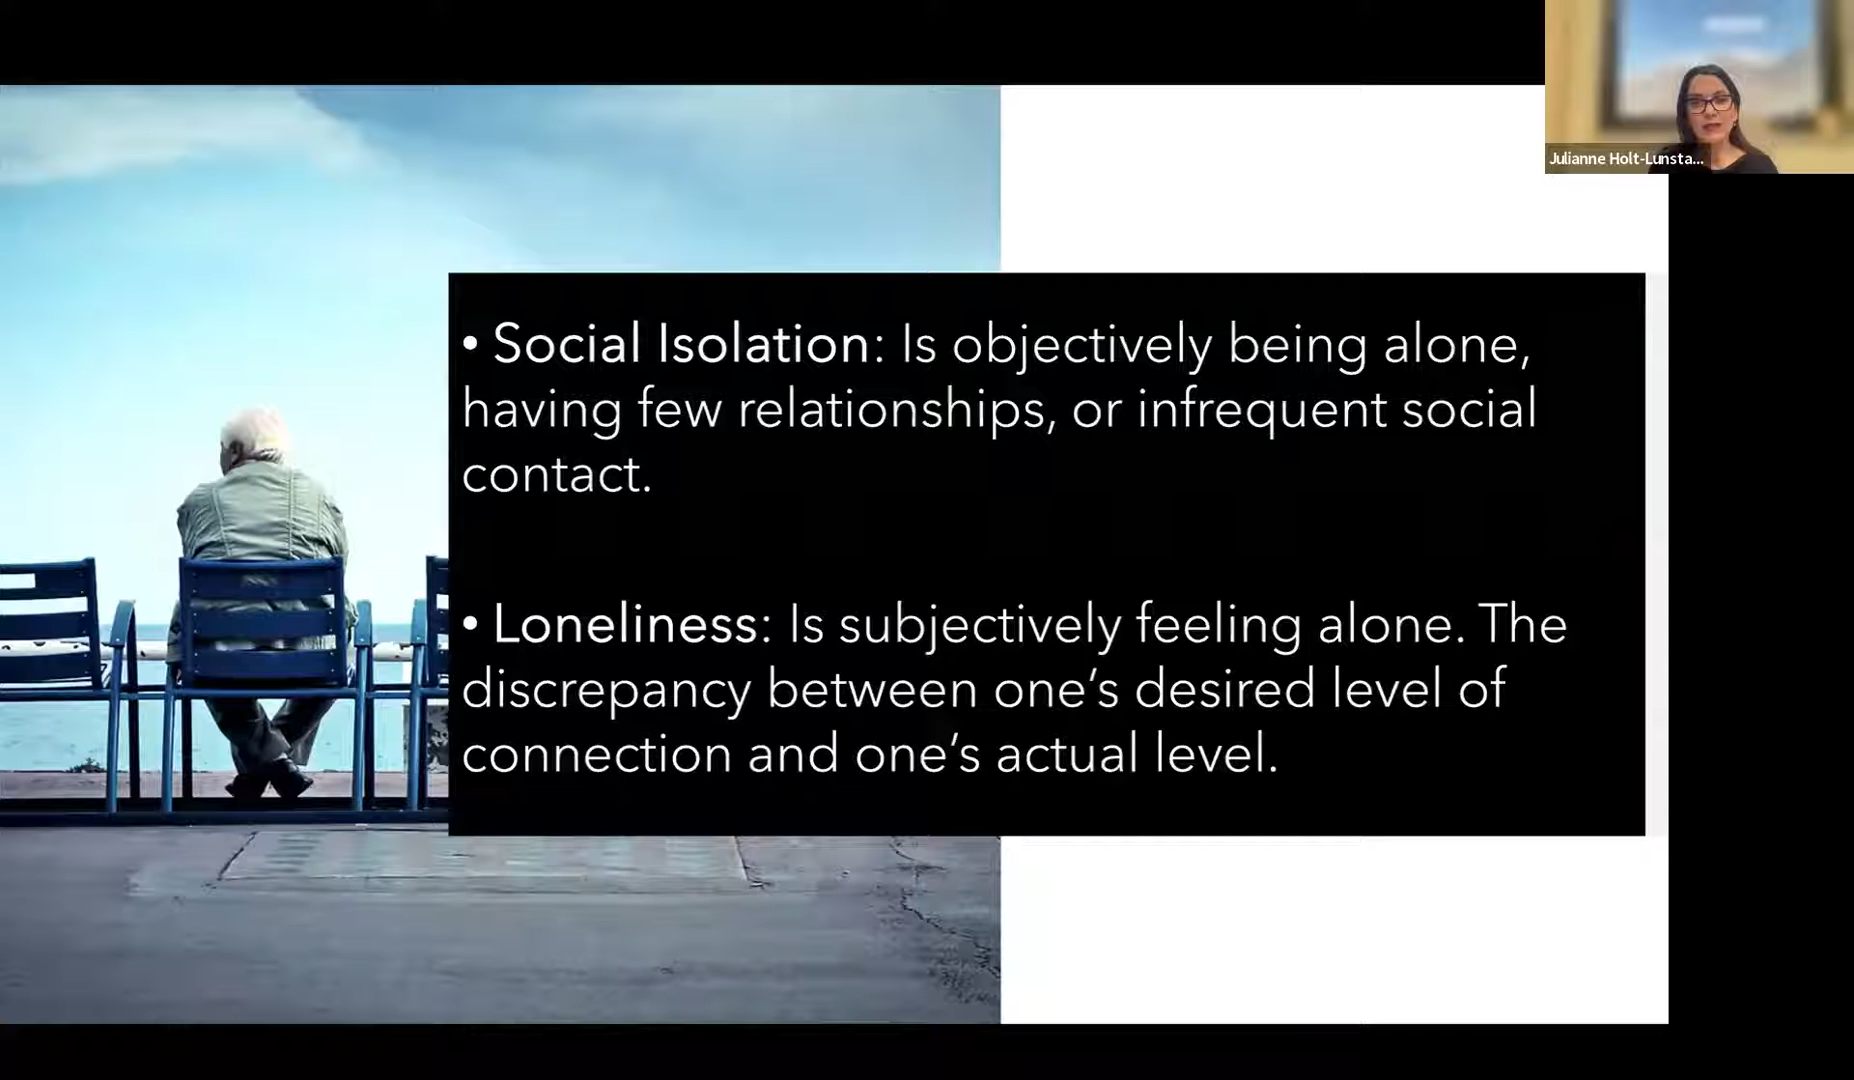 Julianne Holt-Lunsta...
• Social Isolation: Is objectively being alone,
having few relationships, or infrequent social
contact.
• Loneliness: Is subjectively feeling alone. The
discrepancy between one’s desired level of
connection and one’s actual level.